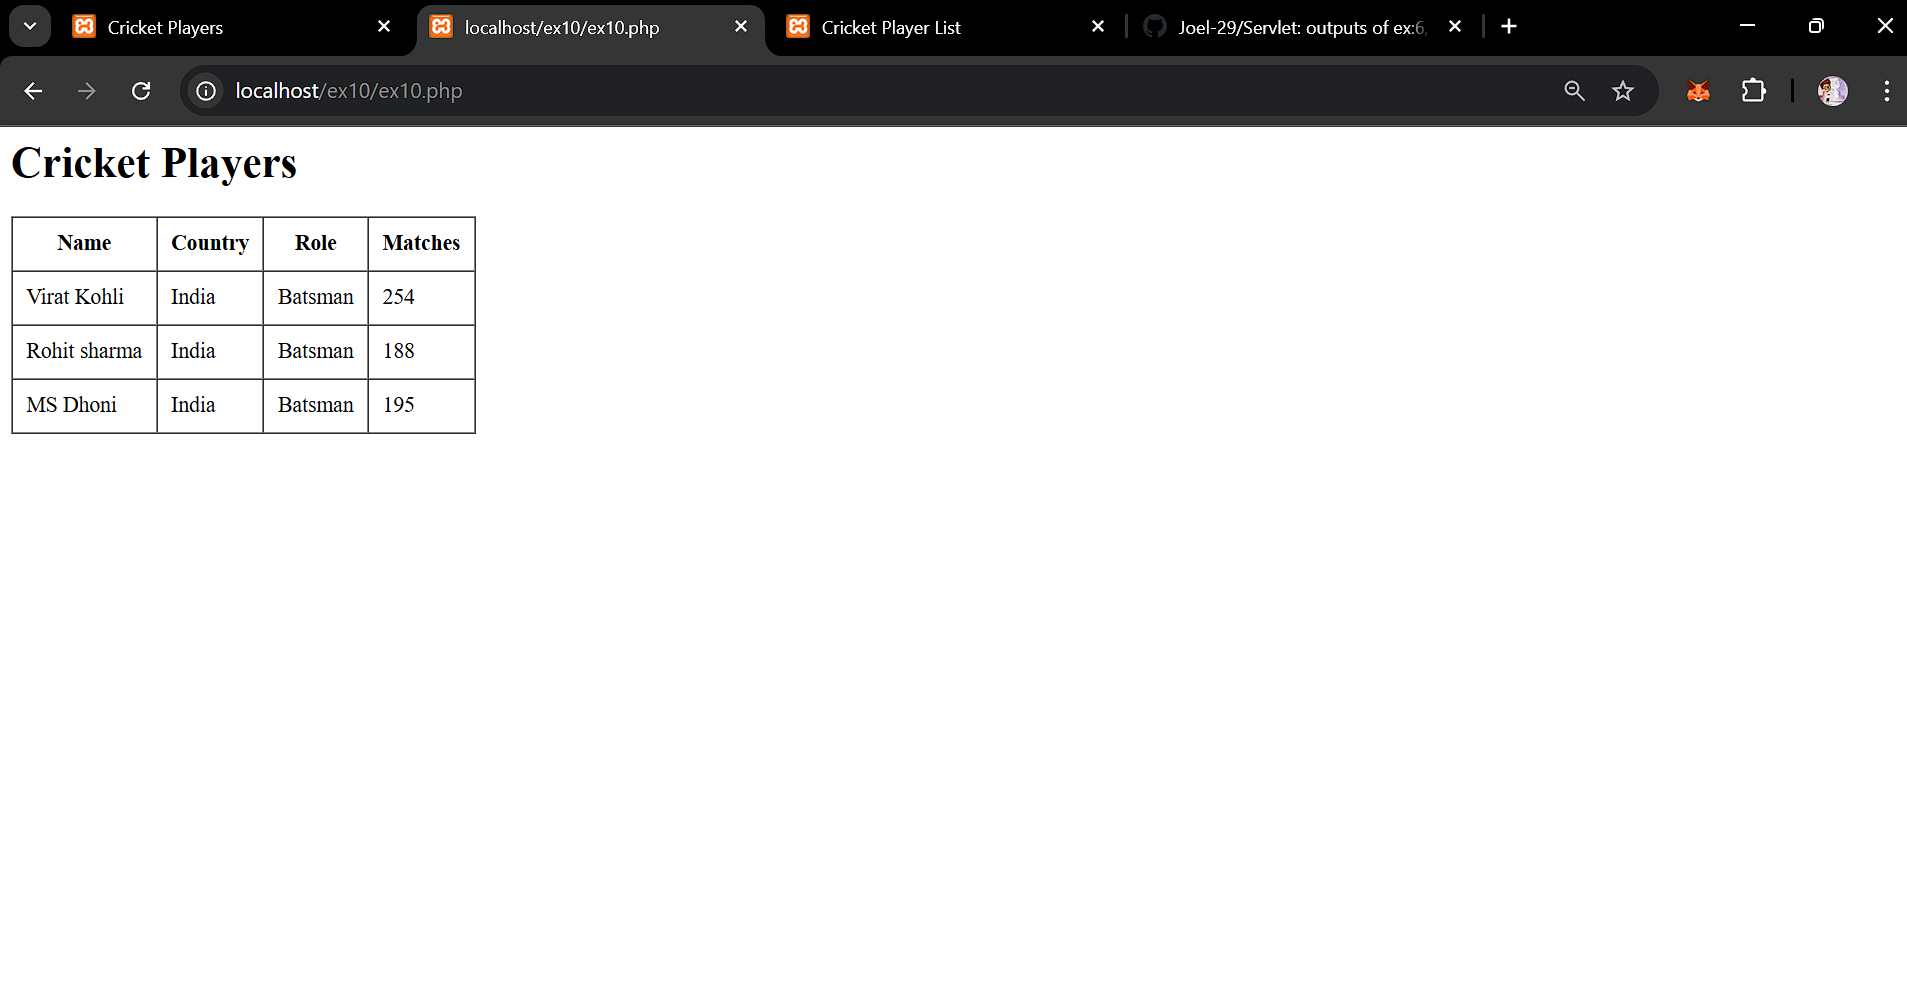 Cricket Players
localhost/ex10/ex10.php
Cricket Player List
Joel-29/Servlet: outputs of ex:6,
localhost/ex10/ex10.php
Cricket Players
Name Country Role Matches
Virat Kohli India Batsman 254
Rohit sharma India Batsman 188
MS Dhoni India Batsman 195